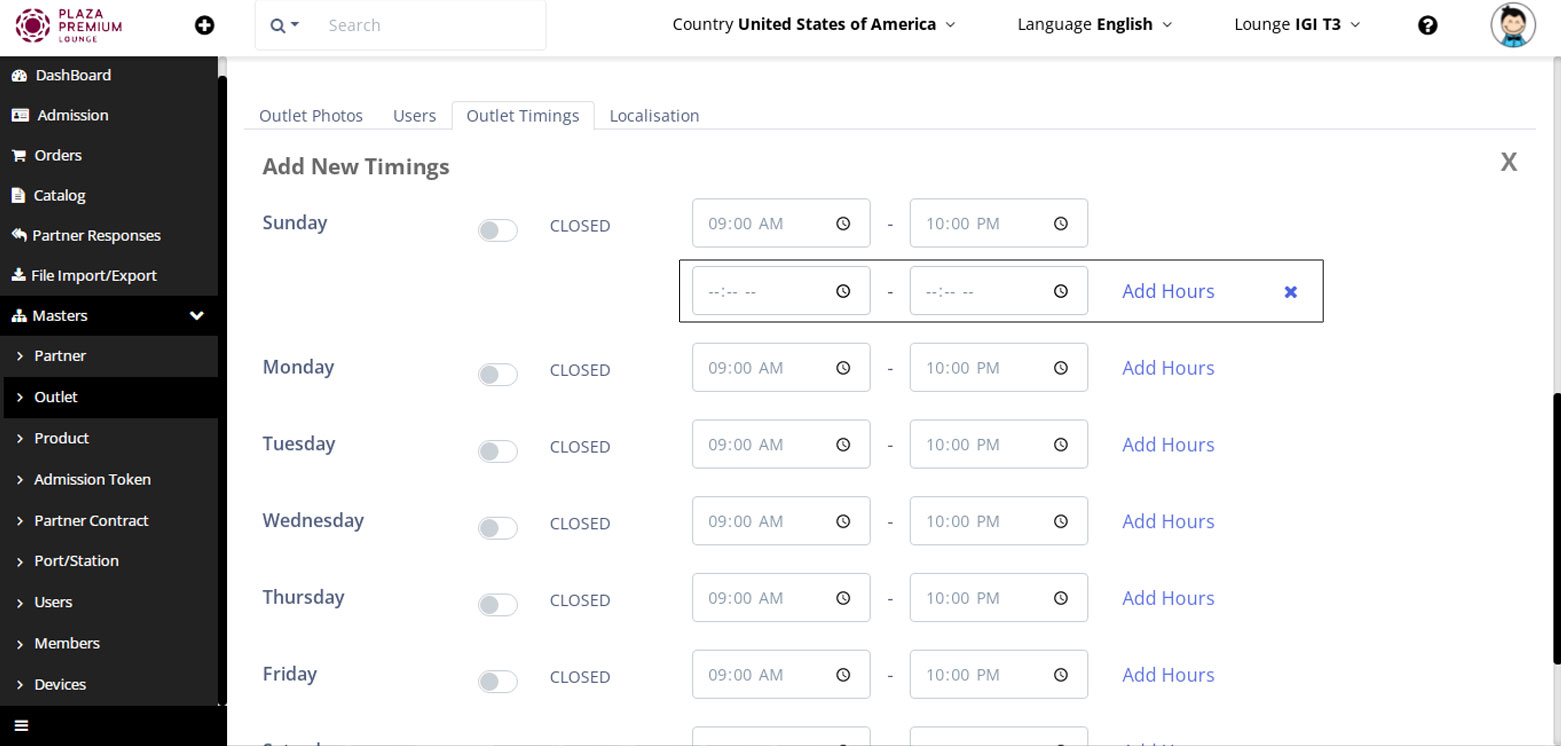 PLAZA
PREMIUM
LOUNGE
Search
Country United States of America
Language English
Lounge IGI T3
DashBoard
Admission
Orders
Catalog
Partner Responses
File Import/Export
Masters
Partner
Outlet
Product
Admission Token
Partner Contract
Port/Station
Users
Members
Devices
Outlet Photos Users Outlet Timings Localisation
Add New Timings X
Sunday CLOSED 09:00 AM - 10:00 PM
--:-- -- - --:-- -- Add Hours
Monday CLOSED 09:00 AM - 10:00 PM Add Hours
Tuesday CLOSED 09:00 AM - 10:00 PM Add Hours
Wednesday CLOSED 09:00 AM - 10:00 PM Add Hours
Thursday CLOSED 09:00 AM - 10:00 PM Add Hours
Friday CLOSED 09:00 AM - 10:00 PM Add Hours